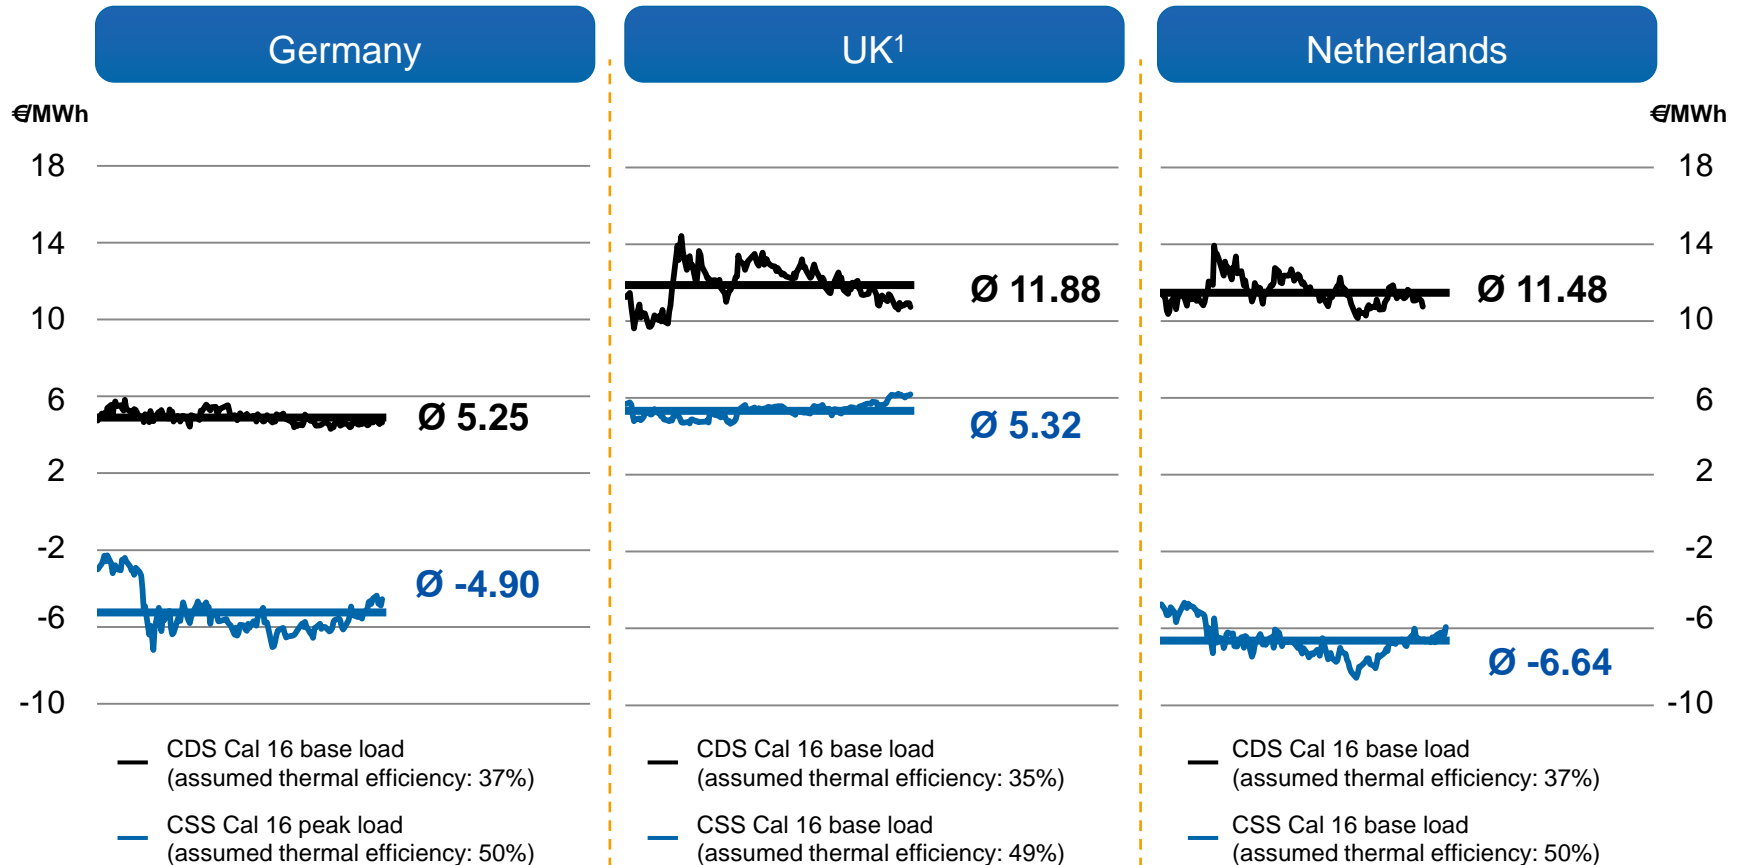 Germany
UK1
Netherlands
€/MWh
€/MWh
18
14
10
6
2
-2
-6
-10
18
14
10
6
2
-2
-6
-10
Ø 5.25
Ø -4.90
Ø 11.88
Ø 5.32
Ø 11.48
Ø -6.64
CDS Cal 16 base load
(assumed thermal efficiency: 37%)
CSS Cal 16 peak load
(assumed thermal efficiency: 50%)
CDS Cal 16 base load
(assumed thermal efficiency: 35%)
CSS Cal 16 base load
(assumed thermal efficiency: 49%)
CDS Cal 16 base load
(assumed thermal efficiency: 37%)
CSS Cal 16 base load
(assumed thermal efficiency: 50%)